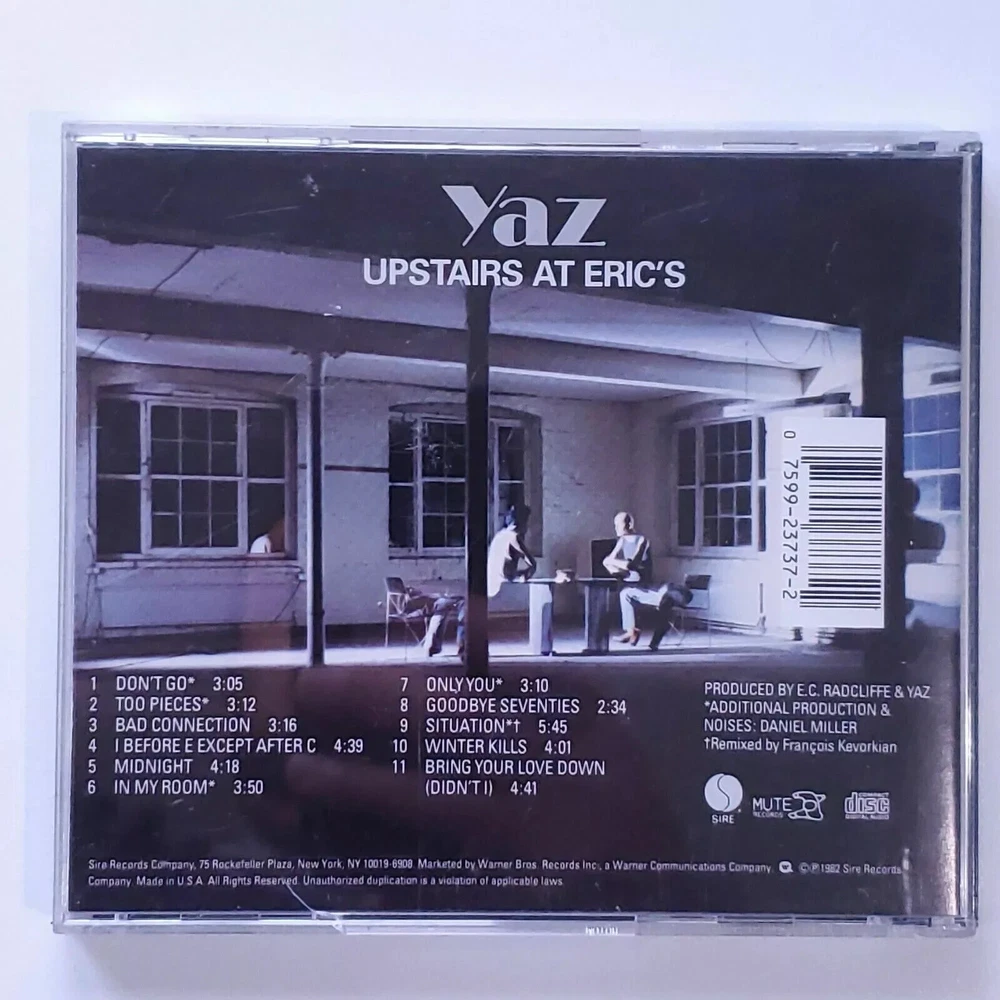 Yaz
UPSTAIRS AT ERIC'S
0 7599-23737-2
1 DON'T GO* 3:05
2 TOO PIECES* 3:12
3 BAD CONNECTION 3:16
4 I BEFORE E EXCEPT AFTER C 4:39
5 MIDNIGHT 4:18
6 IN MY ROOM* 3:50
7 ONLY YOU* 3:10
8 GOODBYE SEVENTIES 2:34
9 SITUATION*† 5:45
10 WINTER KILLS 4:01
11 BRING YOUR LOVE DOWN
(DIDN'T I) 4:41
PRODUCED BY E.C. RADCLIFFE & YAZ
*ADDITIONAL PRODUCTION &
NOISES: DANIEL MILLER
†Remixed by François Kevorkian
SIRE
MUTE
RECORDS
COMPACT
disc
DIGITAL AUDIO
Sire Records Company, 75 Rockefeller Plaza, New York, NY 10019-6908. Marketed by Warner Bros. Records Inc., a Warner Communications Company. ©℗1982 Sire Records
Company. Made in U.S.A. All Rights Reserved. Unauthorized duplication is a violation of applicable laws.